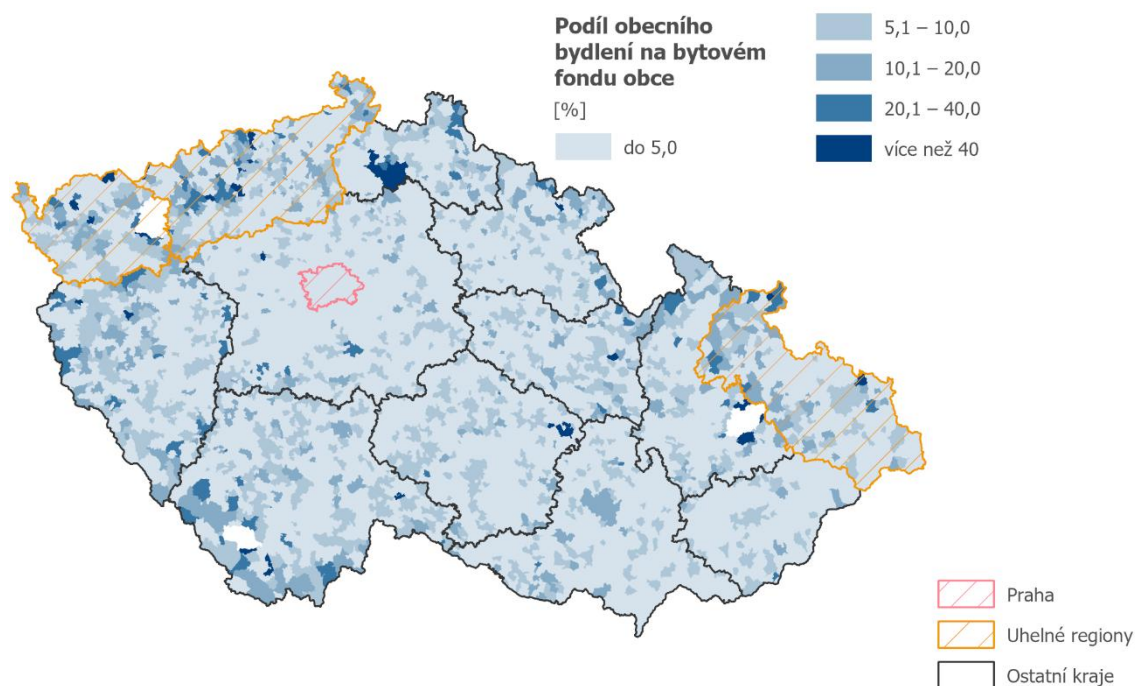 Podíl obecního
bydlení na bytovém
fondu obce
[%]
do 5,0
5,1 – 10,0
10,1 – 20,0
20,1 – 40,0
více než 40
Praha
Uhelné regiony
Ostatní kraje